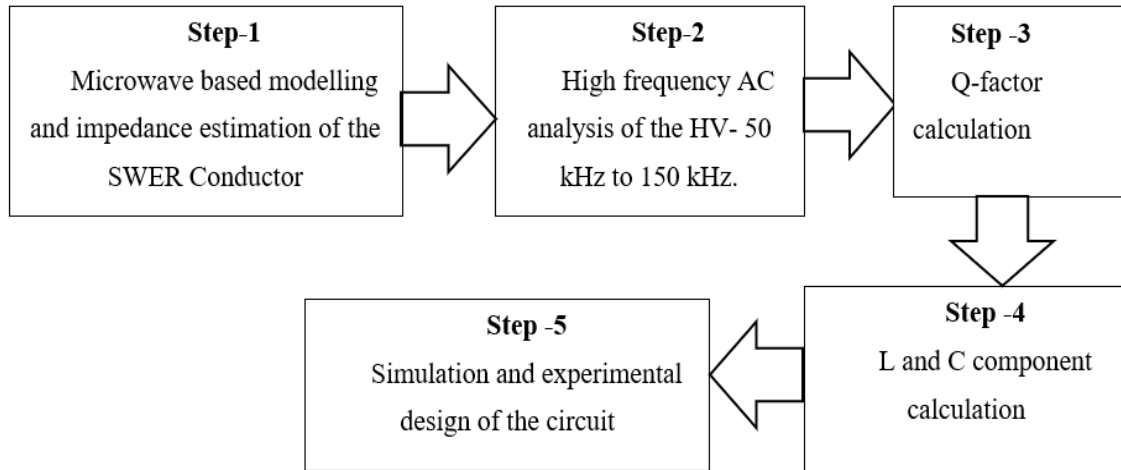 Step-1
Microwave based modelling
and impedance estimation of the
SWER Conductor
Step-2
High frequency AC
analysis of the HV- 50
kHz to 150 kHz.
Step -3
Q-factor
calculation
Step -4
L and C component
calculation
Step -5
Simulation and experimental
design of the circuit